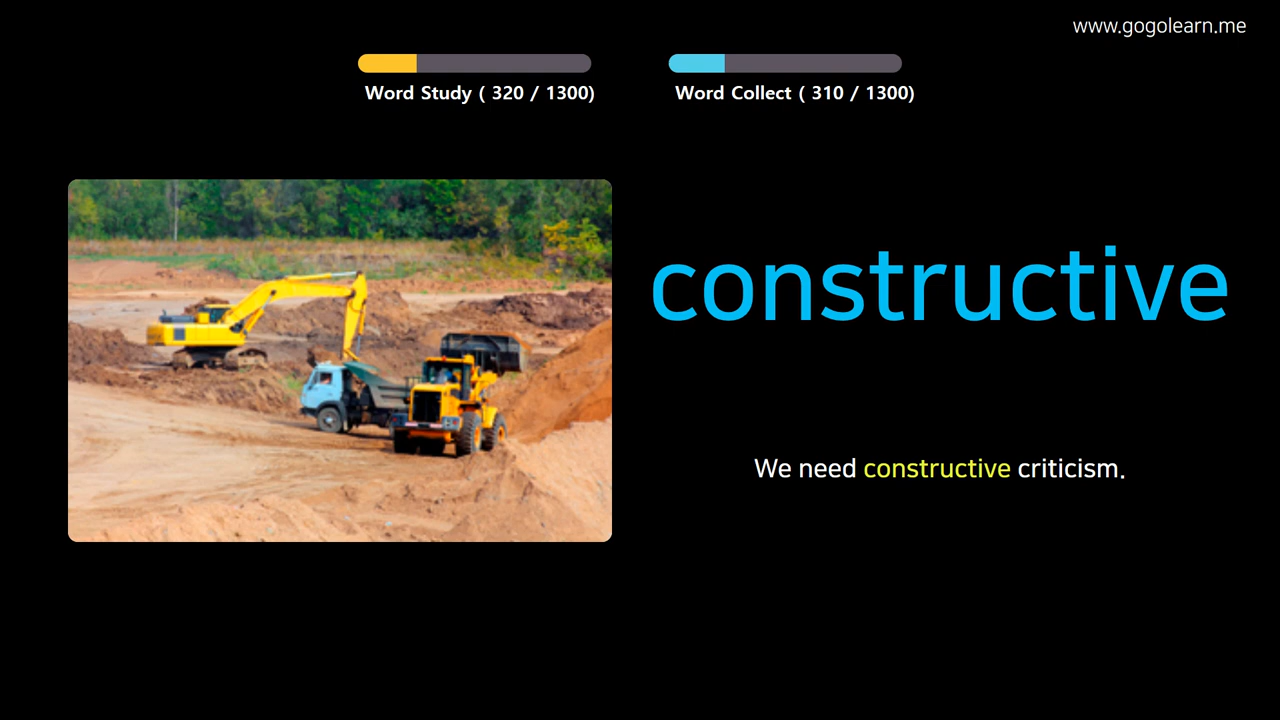 www.gogolearn.me
Word Study ( 320 / 1300)
Word Collect ( 310 / 1300)
constructive
We need constructive criticism.